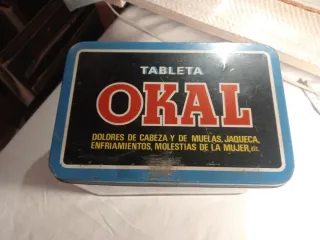 TABLETA
OKAL
DOLORES DE CABEZA Y DE MUELAS, JAQUECA,
ENFRIAMIENTOS, MOLESTIAS DE LA MUJER, etc.